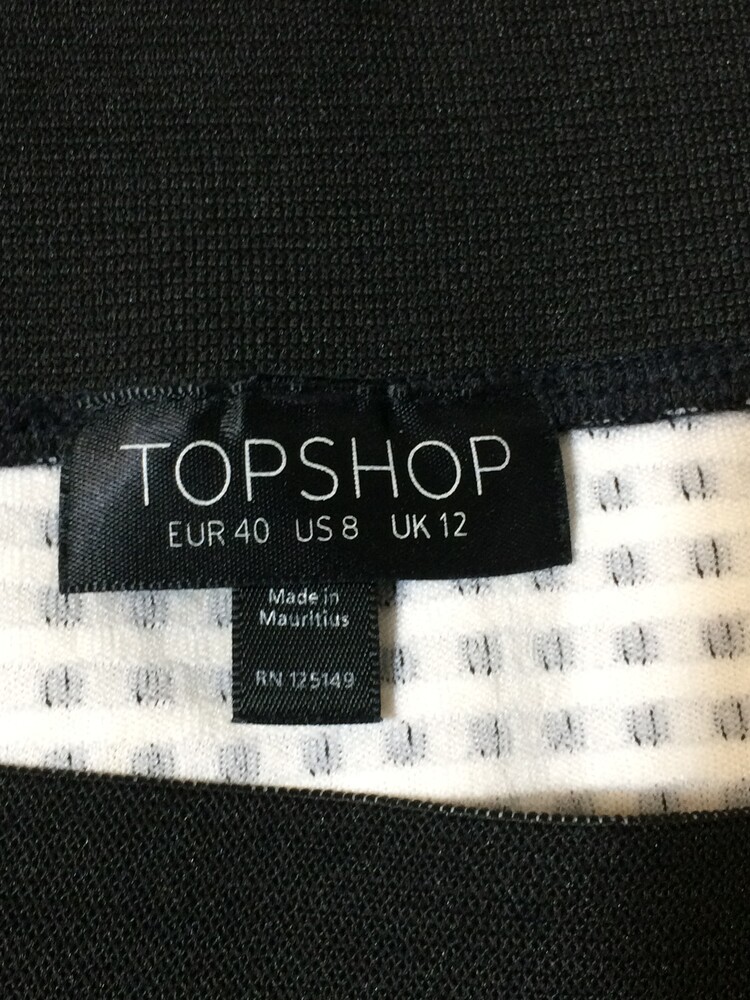 TOPSHOP
EUR 40 US 8 UK 12
Made in
Mauritius
RN 125149